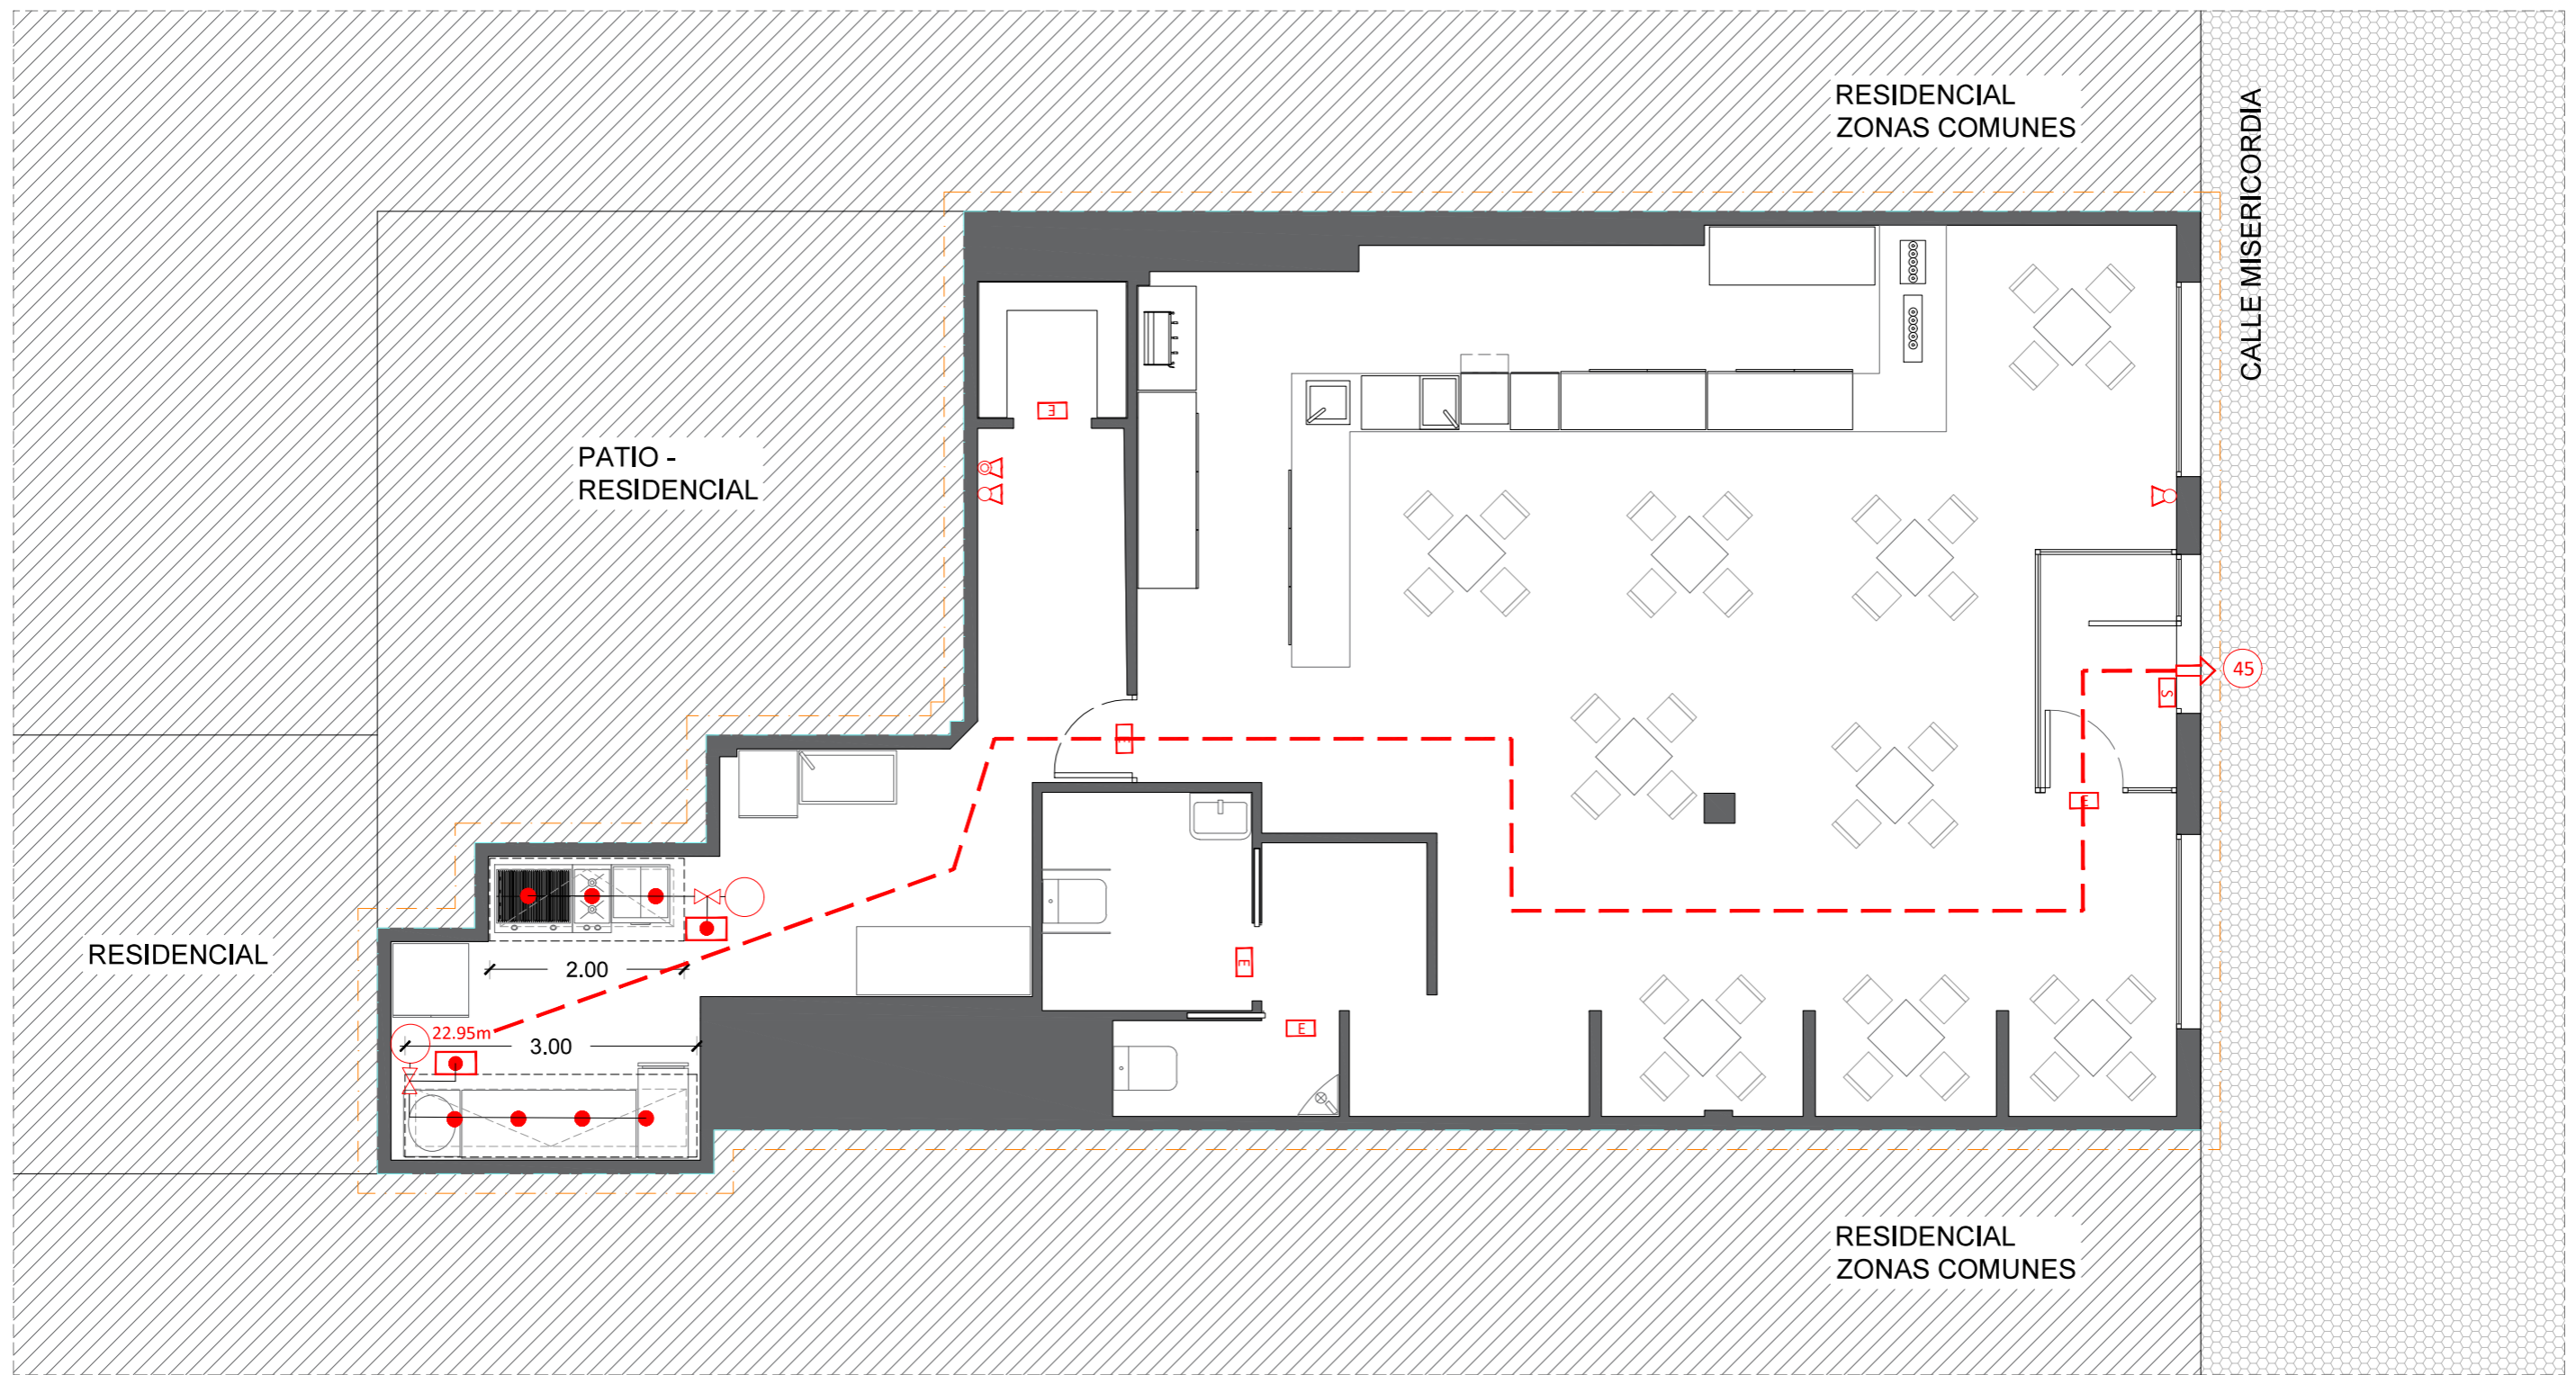 RESIDENCIAL
ZONAS COMUNES
CALLE MISERICORDIA
PATIO -
RESIDENCIAL
E
E
45
S
E
RESIDENCIAL
2.00
E
22.95m
3.00
E
RESIDENCIAL
ZONAS COMUNES